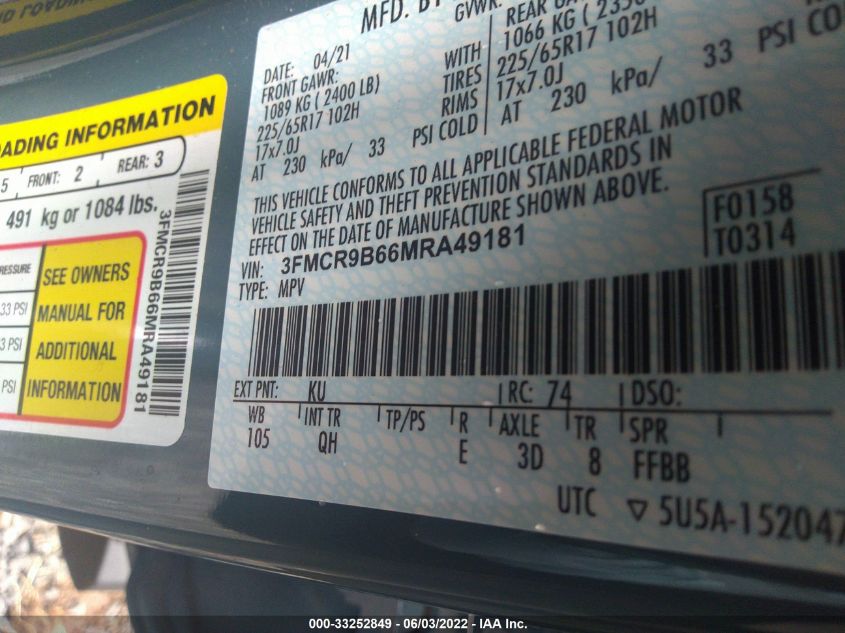 MFD. BY
GVWR:
DATE: 04/21
FRONT GAWR:
1089 KG ( 2400 LB)
225/65R17 102H
17x7.0J
AT 230 kPa/ 33 PSI COLD
WITH
TIRES
RIMS
REAR
1066 KG (
225/65R17 102H
17x7.0J
AT 230 kPa/ 33 PSI
THIS VEHICLE CONFORMS TO ALL APPLICABLE FEDERAL MOTOR
VEHICLE SAFETY AND THEFT PREVENTION STANDARDS IN
EFFECT ON THE DATE OF MANUFACTURE SHOWN ABOVE.
VIN: 3FMCR9B66MRA49181
TYPE: MPV
F0158
T0314
EXT PNT: KU RC: 74 DSO:
WB INT TR TP/PS R AXLE TR SPR
105 QH E 3D 8 FFBB
UTC ▽ 5U5A-152047
ADING INFORMATION
5 FRONT: 2 REAR: 3
491 kg or 1084 lbs.
3FMCR9B66MRA49181
RESSURE
33 PSI
3 PSI
PSI
SEE OWNERS
MANUAL FOR
ADDITIONAL
INFORMATION
000-33252849 - 06/03/2022 - IAA Inc.